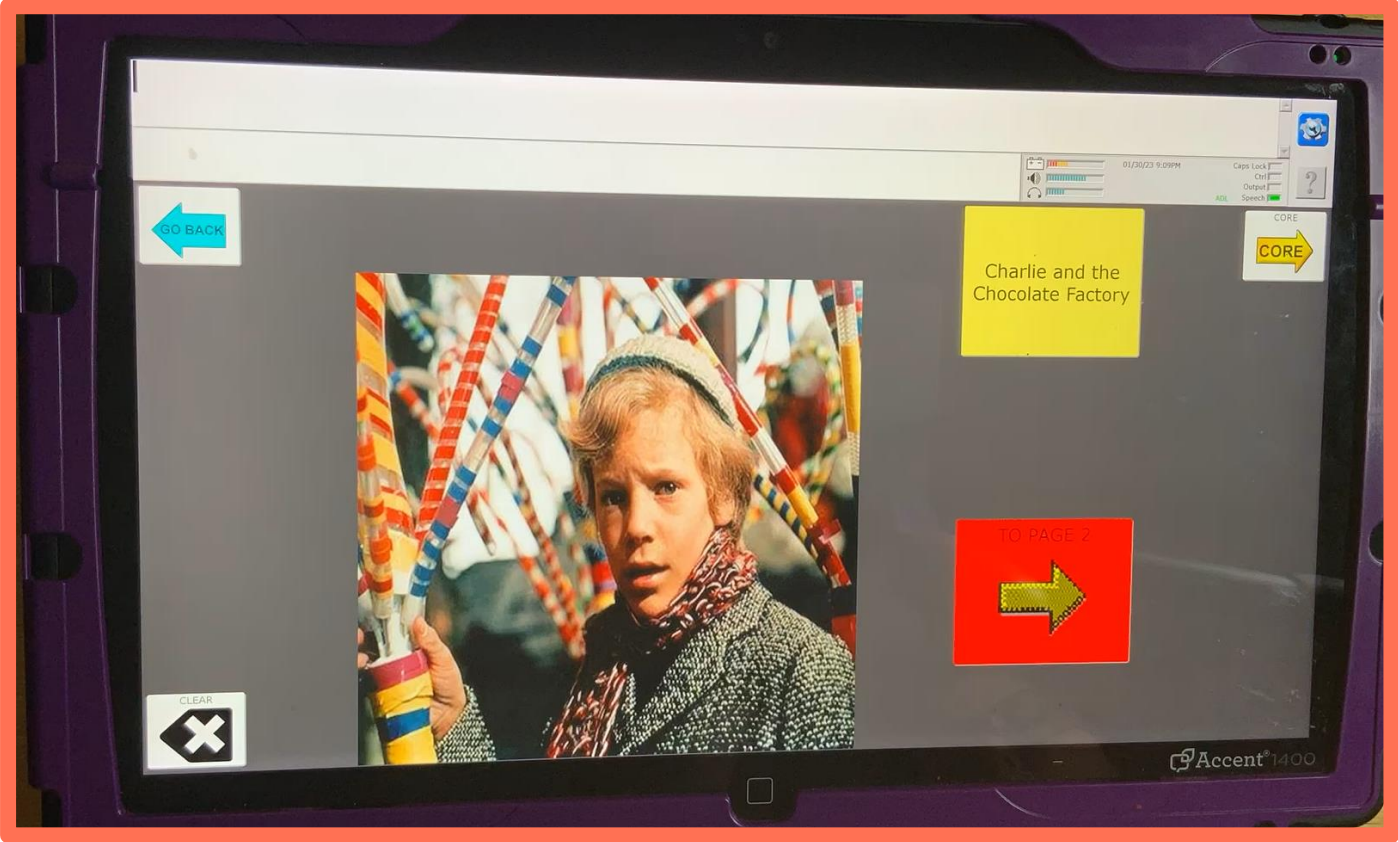 01/30/23 9:09PM
Caps Lock
Ctrl
Output
ADL Speech
?
GO BACK
Charlie and the
Chocolate Factory
CORE
CORE
TO PAGE 2
CLEAR
Accent® 1400